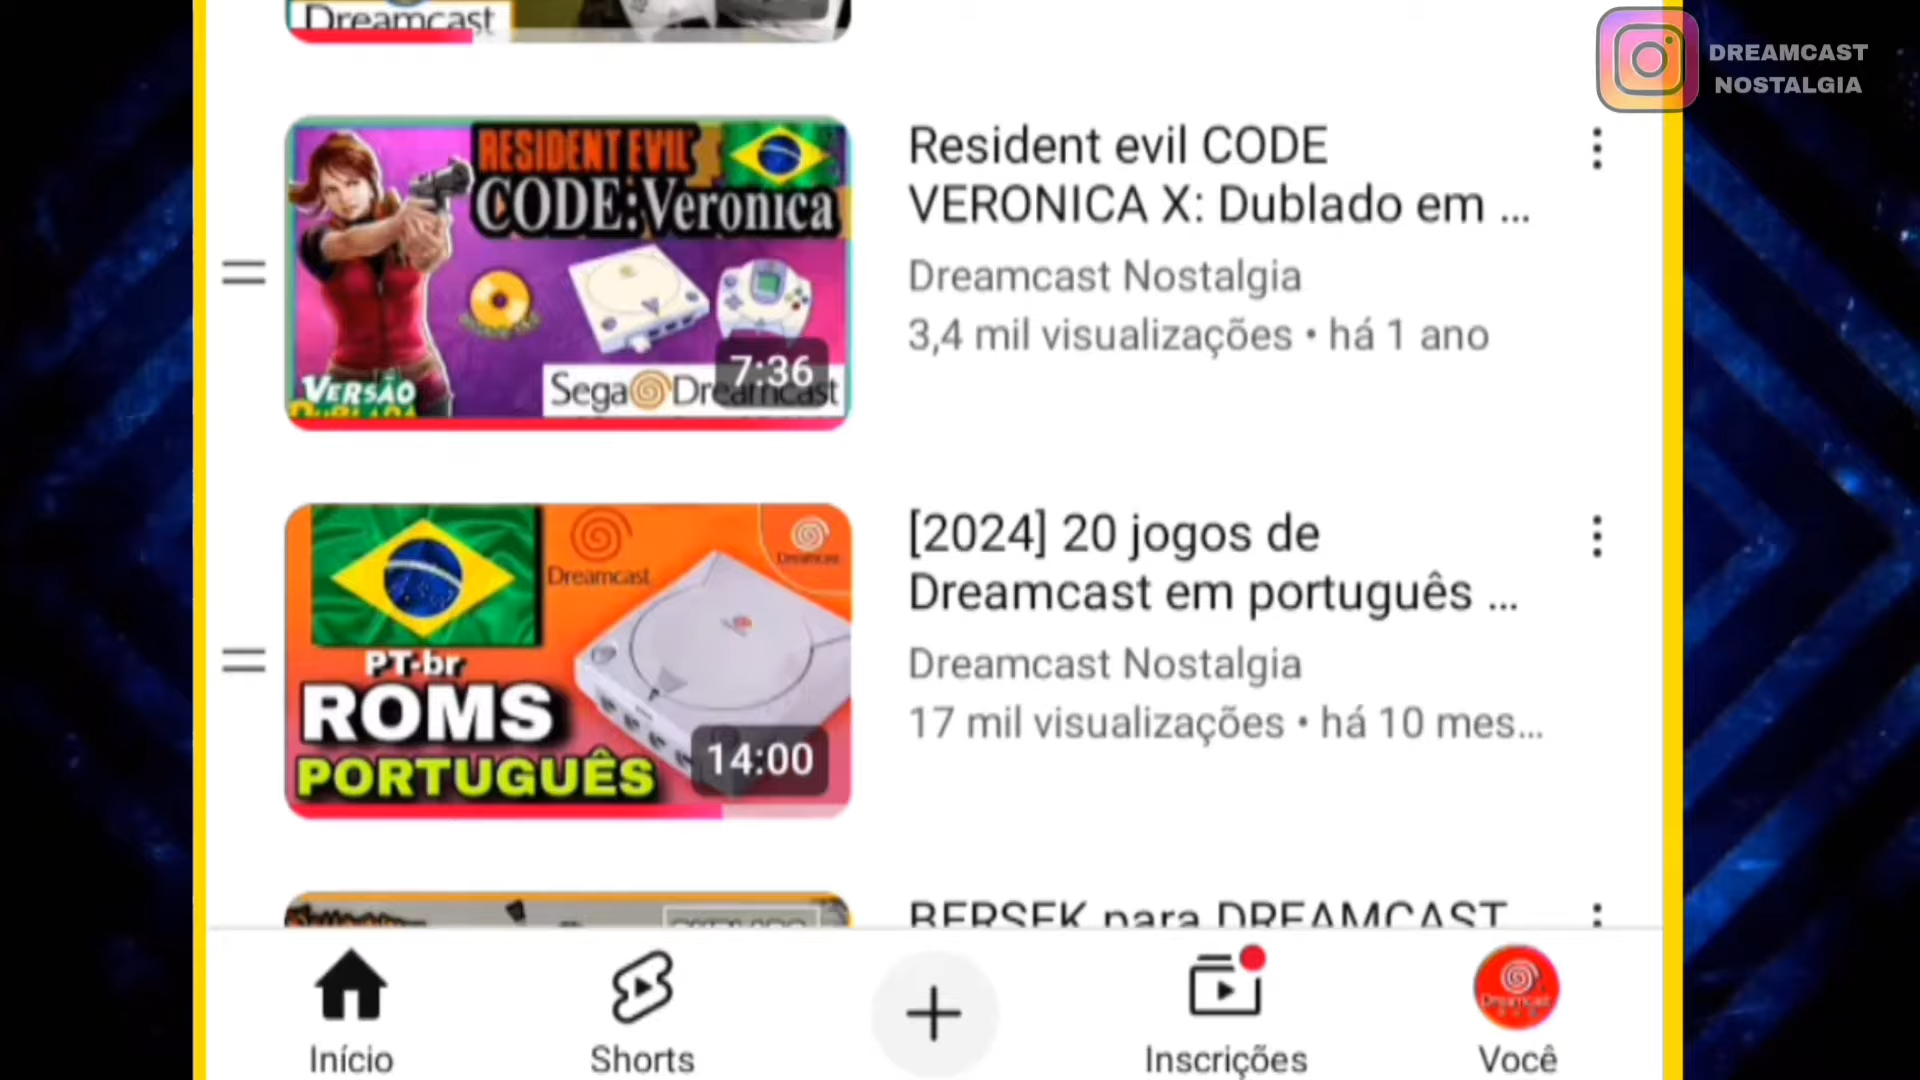 Dreamcast
DREAMCAST
NOSTALGIA
RESIDENT EVIL
CODE:Veronica
VERSÃO
DUBLADA
Sega Dreamcast
7:36
Resident evil CODE
VERONICA X: Dublado em ...
Dreamcast Nostalgia
3,4 mil visualizações • há 1 ano
Dreamcast
Dreamcast
PT-br
ROMS
PORTUGUÊS
14:00
[2024] 20 jogos de
Dreamcast em português ...
Dreamcast Nostalgia
17 mil visualizações • há 10 mes...
BERSEK para DREAMCAST
Início
Shorts
Inscrições
Dreamcast
Você